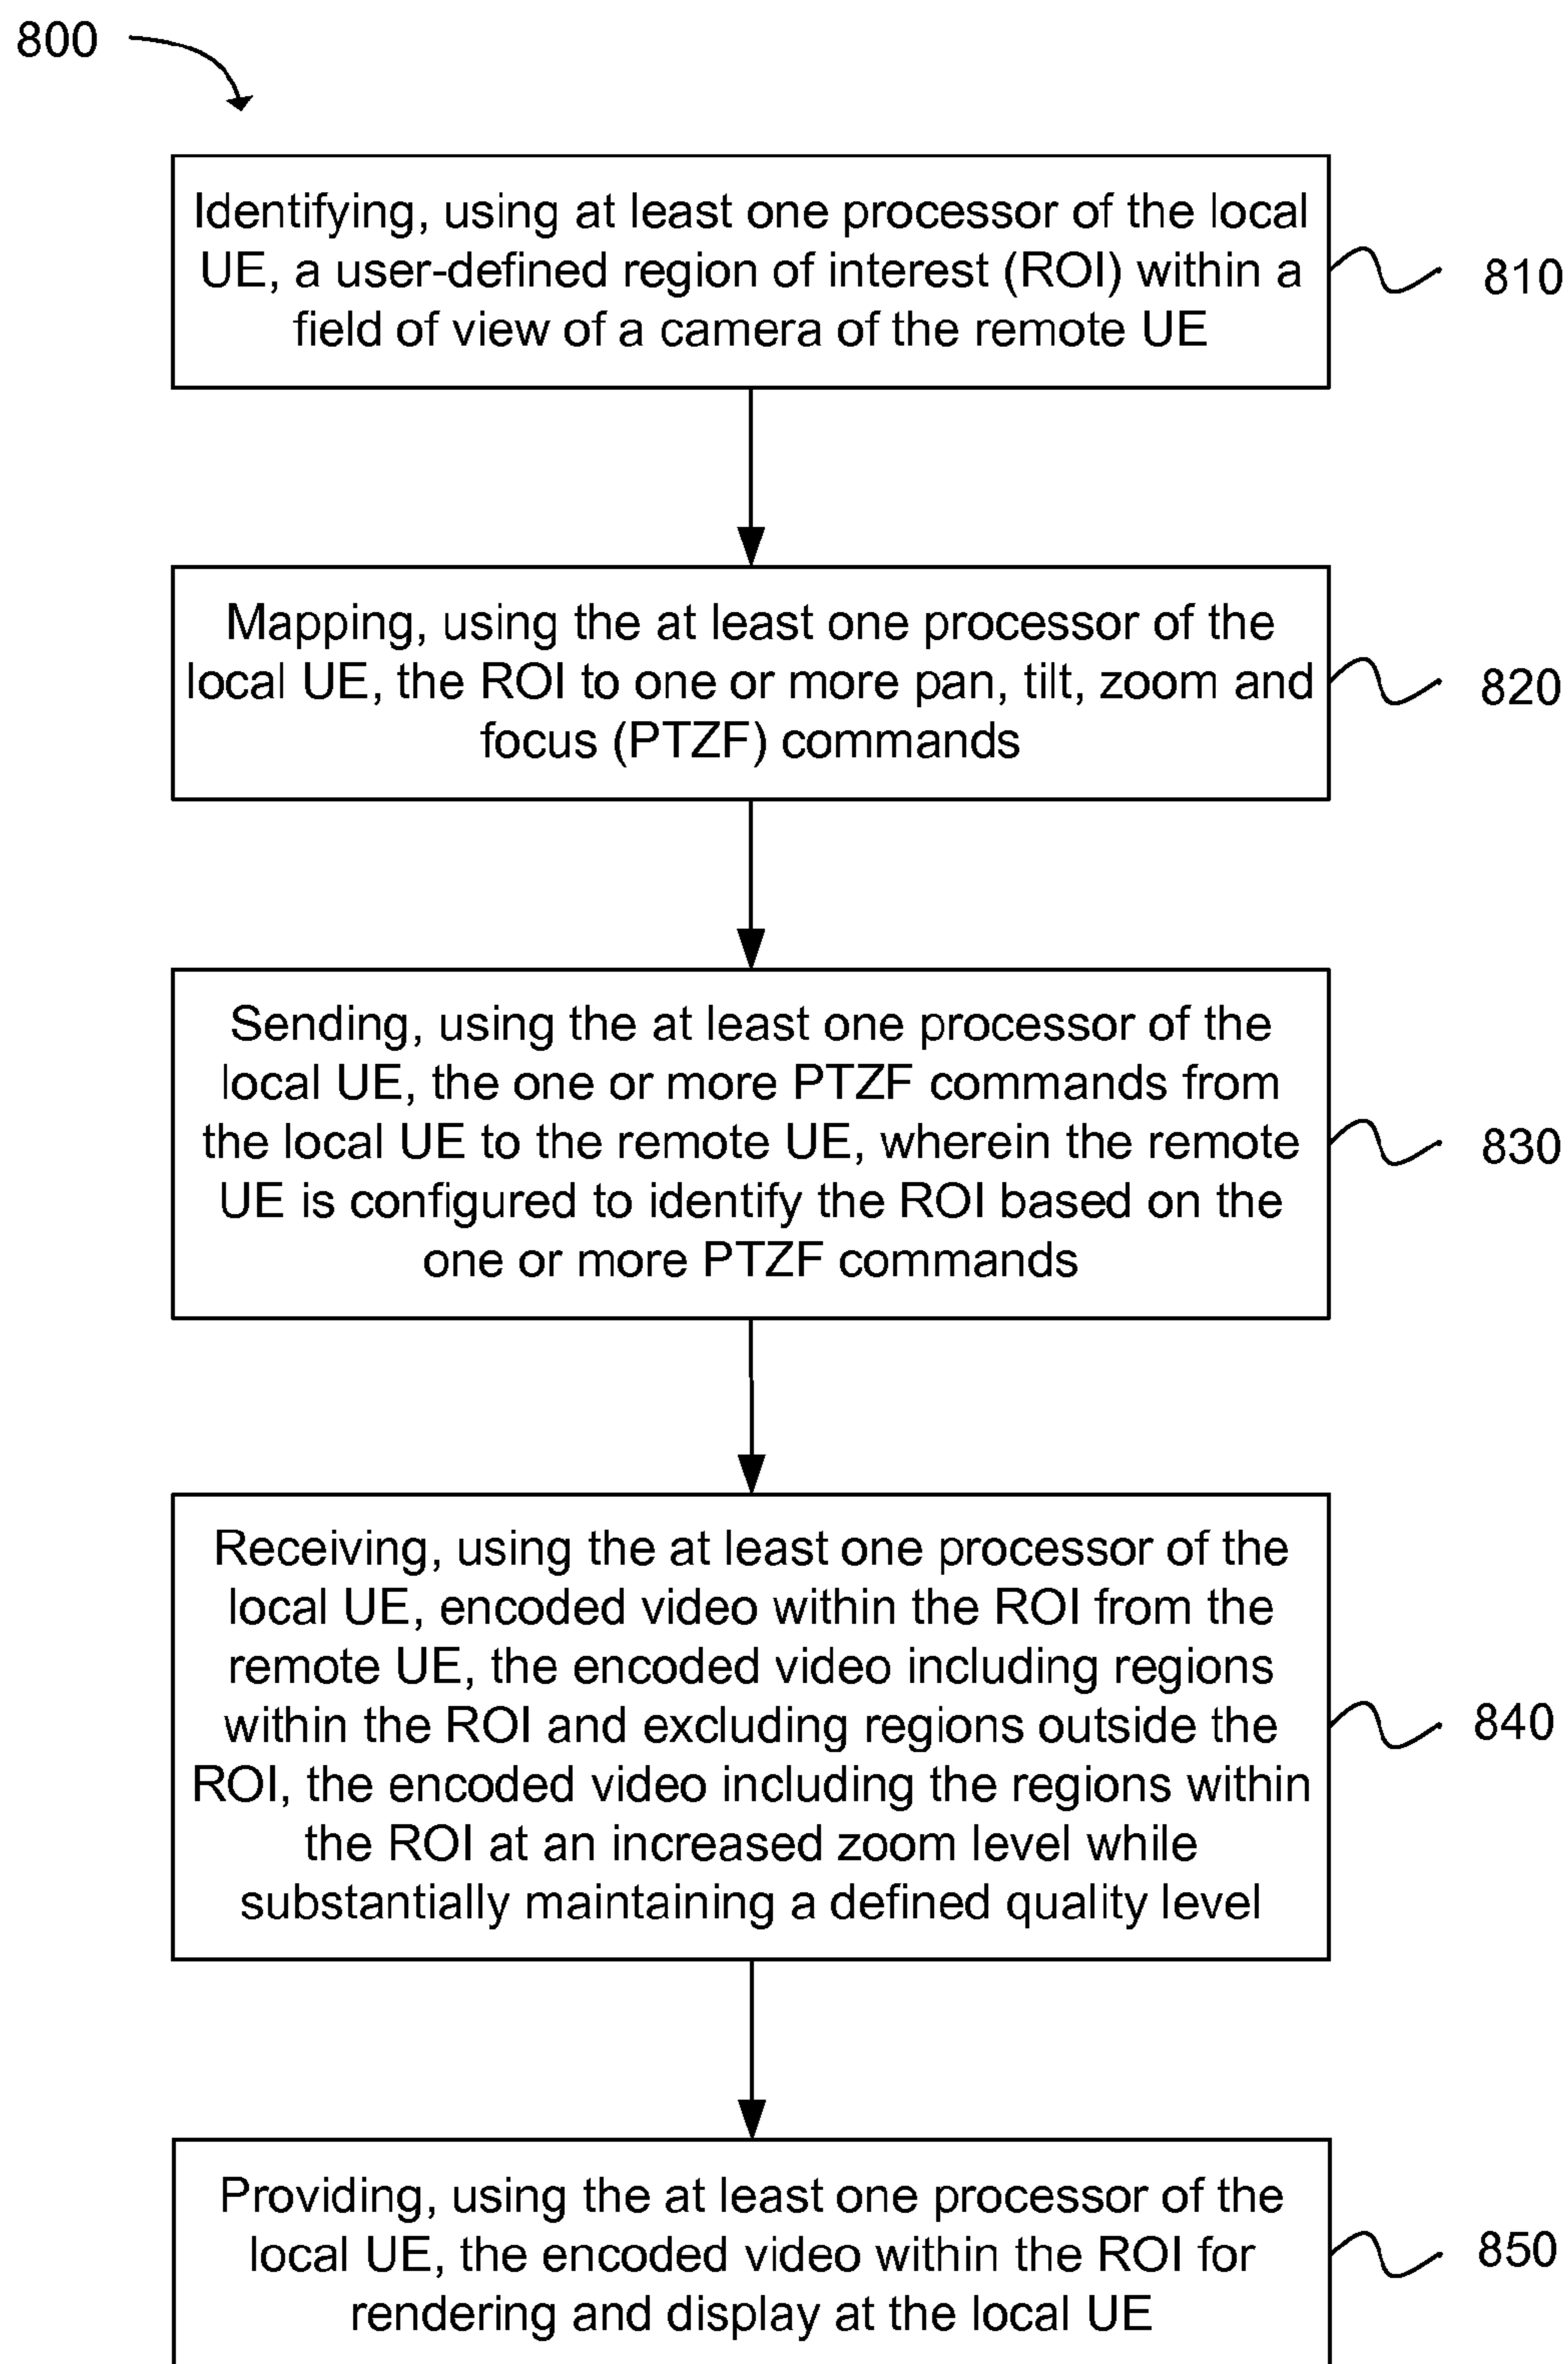 800
Identifying, using at least one processor of the local
UE, a user-defined region of interest (ROI) within a
field of view of a camera of the remote UE
810
Mapping, using the at least one processor of the
local UE, the ROI to one or more pan, tilt, zoom and
focus (PTZF) commands
820
Sending, using the at least one processor of the
local UE, the one or more PTZF commands from
the local UE to the remote UE, wherein the remote
UE is configured to identify the ROI based on the
one or more PTZF commands
830
Receiving, using the at least one processor of the
local UE, encoded video within the ROI from the
remote UE, the encoded video including regions
within the ROI and excluding regions outside the
ROI, the encoded video including the regions within
the ROI at an increased zoom level while
substantially maintaining a defined quality level
840
Providing, using the at least one processor of the
local UE, the encoded video within the ROI for
rendering and display at the local UE
850